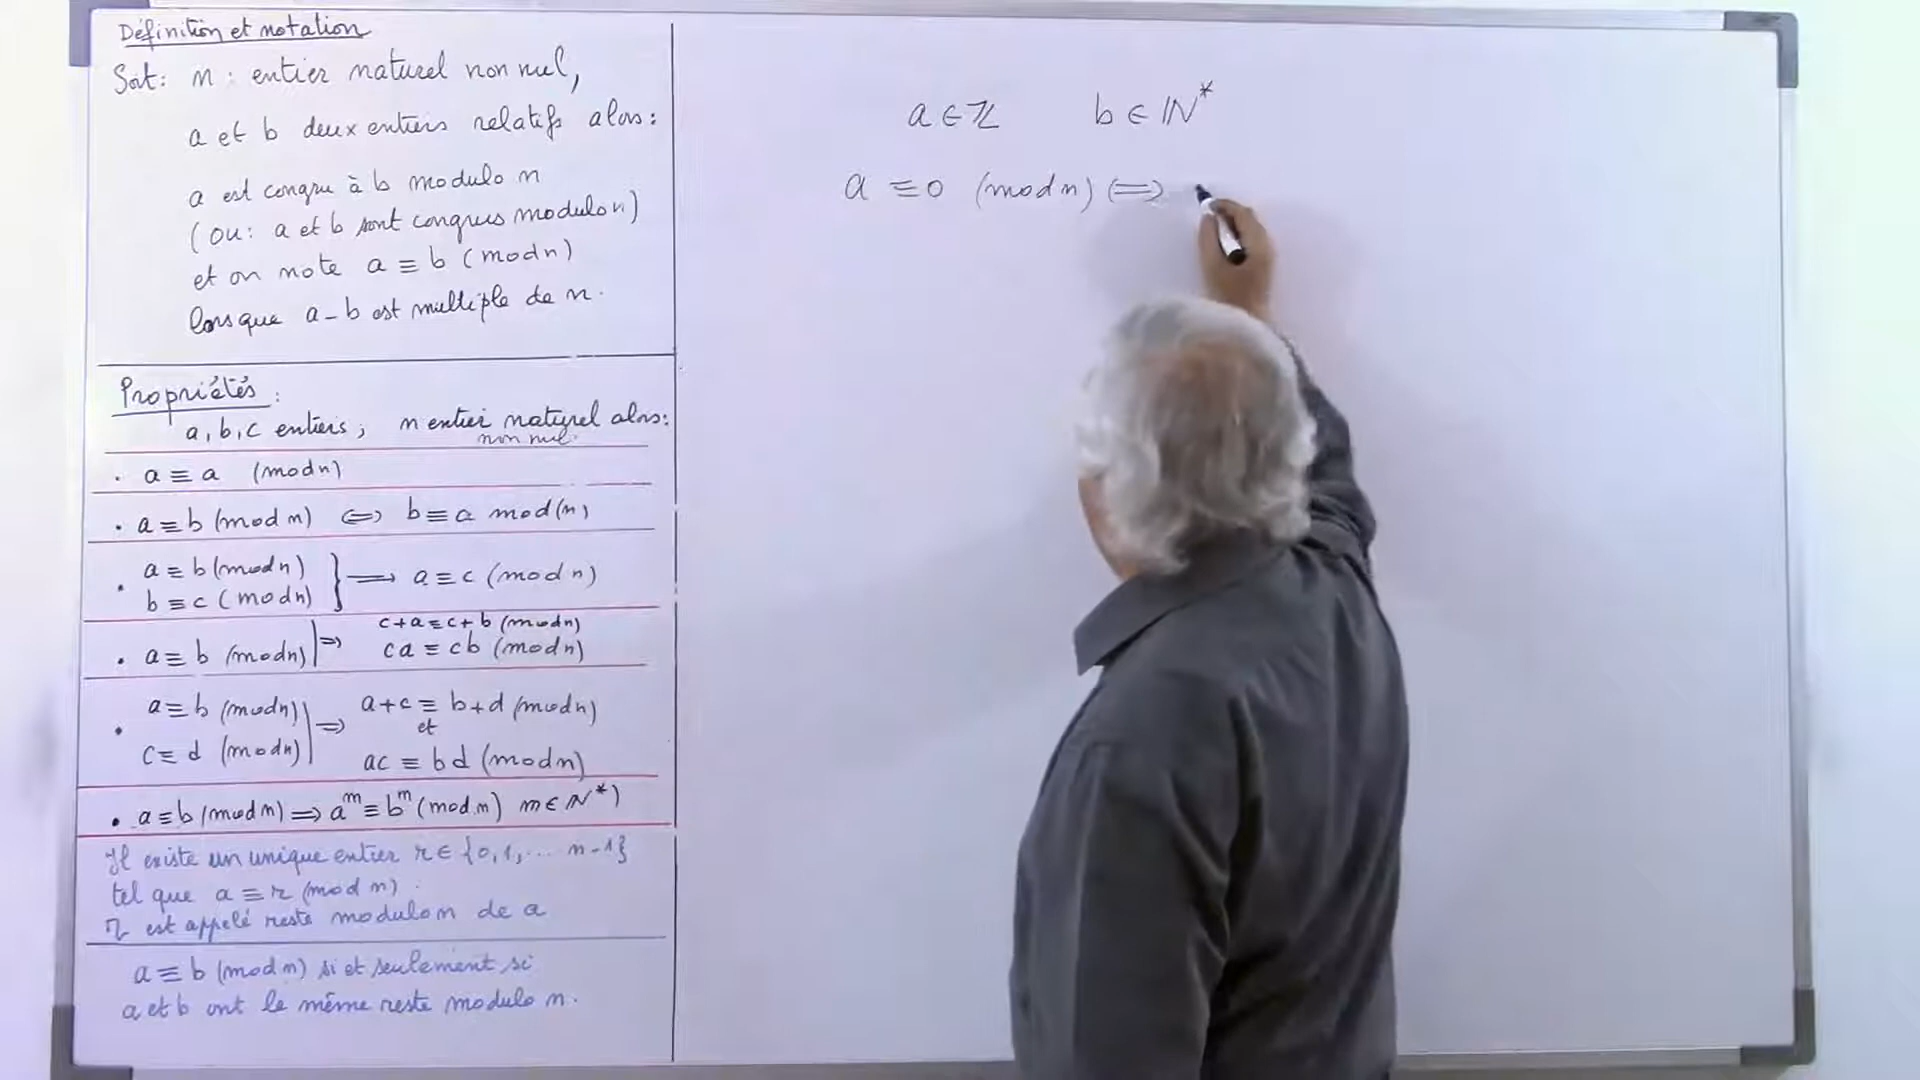 Définition et notation
Soit: n: entier naturel non nul,
a et b deux entiers relatifs alors:
a est congru à b modulo n
(ou: a et b sont congrus modulo n)
et on note a ≡ b (mod n)
lorsque a - b est multiple de n.
Propriétés:
a, b, c entiers; n entier naturel alors:
non nul.
. a ≡ a (mod n)
. a ≡ b (mod n) ⟺ b ≡ a mod(n)
. a ≡ b (mod n) } ⟹ a ≡ c (mod n)
b ≡ c (mod n)
c+a ≡ c+b (mod n)
. a ≡ b (mod n) | ⟹ ca ≡ cb (mod n)
. a ≡ b (mod n) | ⟹ a+c ≡ b+d (mod n)
et
c ≡ d (mod n) ac ≡ bd (mod n)
. a ≡ b (mod n) ⟹ a^m ≡ b^m (mod n) m ∈ ℕ*)
Il existe un unique entier r ∈ {0, 1, ... n-1}
tel que a ≡ r (mod n).
r est appelé reste modulo n de a
a ≡ b (mod n) si et seulement si
a et b ont le même reste modulo n.
a ∈ ℤ b ∈ ℕ*
a ≡ 0 (mod n) ⟺